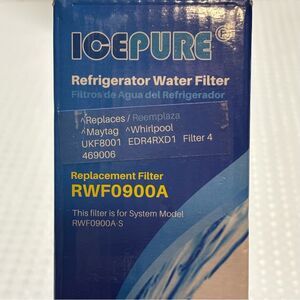 ICEPURE®
Refrigerator Water Filter
Filtros de Agua del Refrigerador
^Replaces / Reemplaza
^Maytag ^Whirlpool
UKF8001 EDR4RXD1 Filter 4
469006
Replacement Filter
RWF0900A
This filter is for System Model
RWF0900A-S